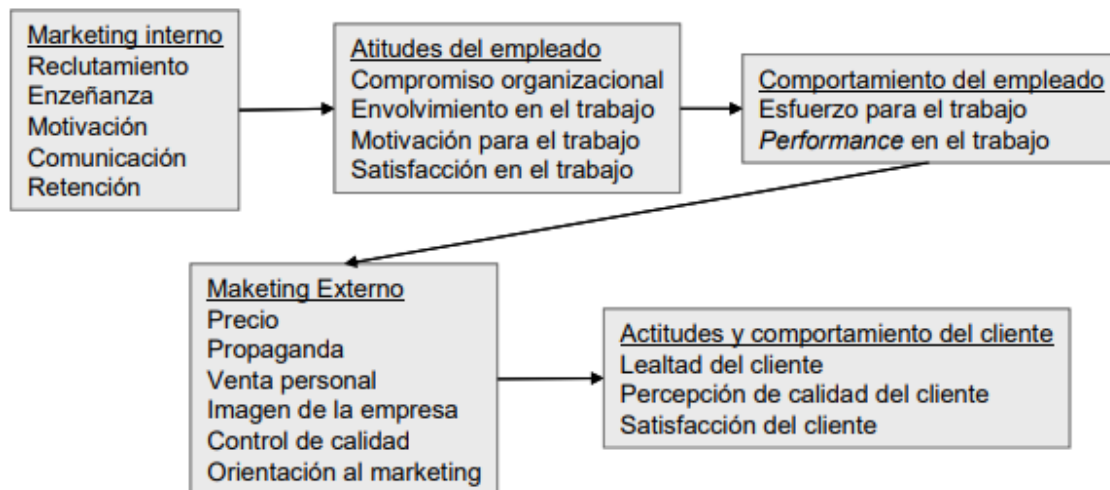 Marketing interno
Reclutamiento
Enzeñanza
Motivación
Comunicación
Retención
Atitudes del empleado
Compromiso organizacional
Envolvimiento en el trabajo
Motivación para el trabajo
Satisfacción en el trabajo
Comportamiento del empleado
Esfuerzo para el trabajo
Performance en el trabajo
Maketing Externo
Precio
Propaganda
Venta personal
Imagen de la empresa
Control de calidad
Orientación al marketing
Actitudes y comportamiento del cliente
Lealtad del cliente
Percepción de calidad del cliente
Satisfacción del cliente